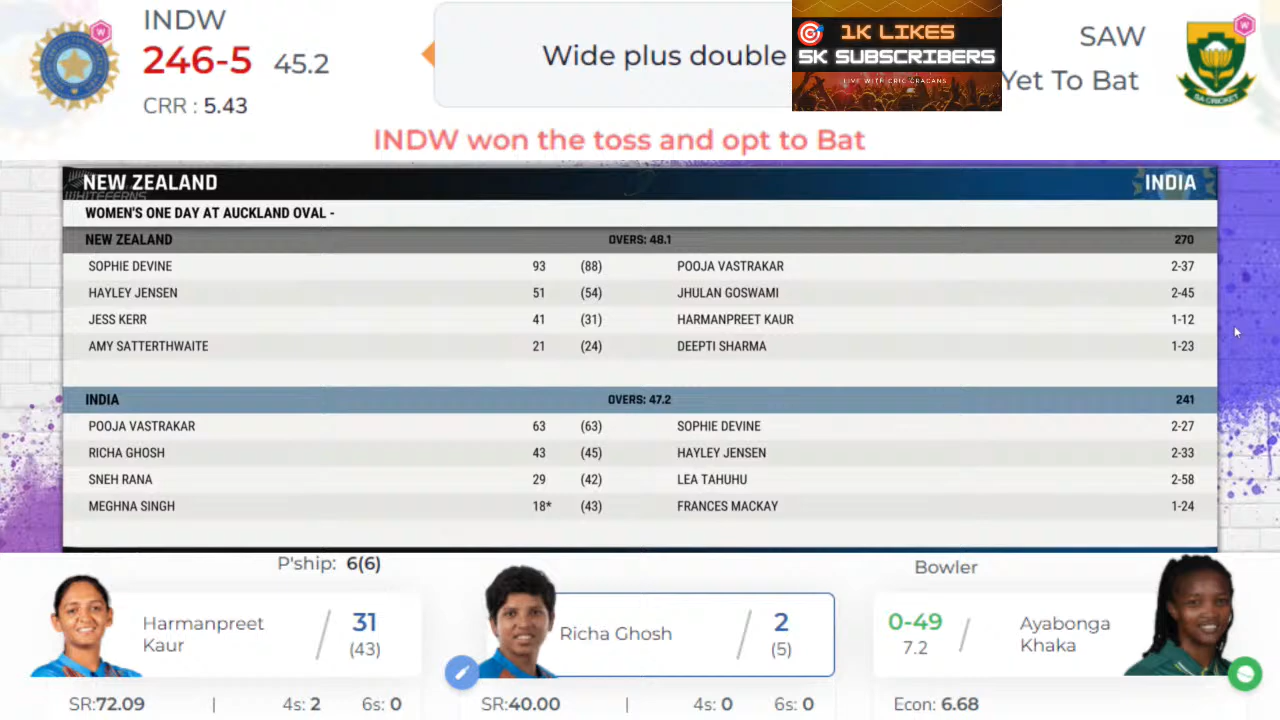 INDW
246-5 45.2
CRR : 5.43
Wide plus double
1K LIKES
5K SUBSCRIBERS
LIVE WITH CRIC CRACANS
SAW
Yet To Bat
SA CRICKET
INDW won the toss and opt to Bat
NEW ZEALAND INDIA
WHITEFERNS
WOMEN'S ONE DAY AT AUCKLAND OVAL -
NEW ZEALAND OVERS: 48.1 270
SOPHIE DEVINE 93 (88) POOJA VASTRAKAR 2-37
HAYLEY JENSEN 51 (54) JHULAN GOSWAMI 2-45
JESS KERR 41 (31) HARMANPREET KAUR 1-12
AMY SATTERTHWAITE 21 (24) DEEPTI SHARMA 1-23
INDIA OVERS: 47.2 241
POOJA VASTRAKAR 63 (63) SOPHIE DEVINE 2-27
RICHA GHOSH 43 (45) HAYLEY JENSEN 2-33
SNEH RANA 29 (42) LEA TAHUHU 2-58
MEGHNA SINGH 18* (43) FRANCES MACKAY 1-24
P'ship: 6(6)
Harmanpreet Kaur / 31 (43)
SR:72.09 | 4s: 2 6s: 0
Richa Ghosh / 2 (5)
SR:40.00 | 4s: 0 6s: 0
Bowler
0-49 7.2 / Ayabonga Khaka
Econ: 6.68